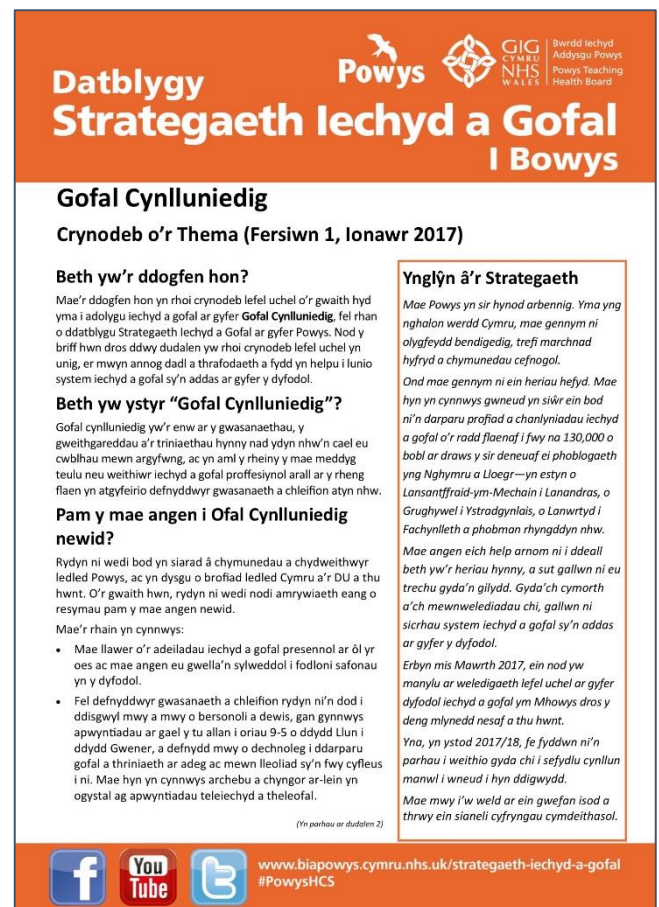 Powys
GIG
CYMRU
NHS
WALES
Bwrdd Iechyd
Addysgu Powys
Powys Teaching
Health Board
Datblygy
Strategaeth Iechyd a Gofal
I Bowys
Gofal Cynlluniedig
Crynodeb o'r Thema (Fersiwn 1, Ionawr 2017)
Beth yw'r ddogfen hon?
Mae'r ddogfen hon yn rhoi crynodeb lefel uchel o'r gwaith hyd
yma i adolygu iechyd a gofal ar gyfer Gofal Cynlluniedig, fel rhan
o ddatblygu Strategaeth Iechyd a Gofal ar gyfer Powys. Nod y
briff hwn dros ddwy dudalen yw rhoi crynodeb lefel uchel yn
unig, er mwyn annog dadl a thrafodaeth a fydd yn helpu i lunio
system iechyd a gofal sy'n addas ar gyfer y dyfodol.
Beth yw ystyr “Gofal Cynlluniedig”?
Gofal cynlluniedig yw'r enw ar y gwasanaethau, y
gweithgareddau a'r triniaethau hynny nad ydyn nhw'n cael eu
cwblhau mewn argyfwng, ac yn aml y rheiny y mae meddyg
teulu neu weithiwr iechyd a gofal proffesiynol arall ar y rheng
flaen yn atgyfeirio defnyddwyr gwasanaeth a chleifion atyn nhw.
Pam y mae angen i Ofal Cynlluniedig
newid?
Rydyn ni wedi bod yn siarad â chymunedau a chydweithwyr
ledled Powys, ac yn dysgu o brofiad ledled Cymru a'r DU a thu
hwnt. O'r gwaith hwn, rydyn ni wedi nodi amrywiaeth eang o
resymau pam y mae angen newid.
Mae'r rhain yn cynnwys:
• Mae llawer o'r adeiladau iechyd a gofal presennol ar ôl yr
oes ac mae angen eu gwella'n sylweddol i fodloni safonau
yn y dyfodol.
• Fel defnyddwyr gwasanaeth a chleifion rydyn ni'n dod i
ddisgwyl mwy a mwy o bersonoli a dewis, gan gynnwys
apwyntiadau ar gael y tu allan i oriau 9-5 o ddydd Llun i
ddydd Gwener, a defnydd mwy o dechnoleg i ddarparu
gofal a thriniaeth ar adeg ac mewn lleoliad sy'n fwy cyfleus
i ni. Mae hyn yn cynnwys archebu a chyngor ar-lein yn
ogystal ag apwyntiadau teleiechyd a theleofal.
(Yn parhau ar dudalen 2)
Ynglŷn â'r Strategaeth
Mae Powys yn sir hynod arbennig. Yma yng
nghalon werdd Cymru, mae gennym ni
olygfeydd bendigedig, trefi marchnad
hyfryd a chymunedau cefnogol.
Ond mae gennym ni ein heriau hefyd. Mae
hyn yn cynnwys gwneud yn siŵr ein bod
ni'n darparu profiad a chanlyniadau iechyd
a gofal o'r radd flaenaf i fwy na 130,000 o
bobl ar draws y sir deneuaf ei phoblogaeth
yng Nghymru a Lloegr—yn estyn o
Lansantffraid-ym-Mechain i Lanandras, o
Grughywel i Ystradgynlais, o Lanwrtyd i
Fachynlleth a phobman rhyngddyn nhw.
Mae angen eich help arnom ni i ddeall
beth yw'r heriau hynny, a sut gallwn ni eu
trechu gyda'n gilydd. Gyda'ch cymorth
a'ch mewnwelediadau chi, gallwn ni
sicrhau system iechyd a gofal sy'n addas
ar gyfer y dyfodol.
Erbyn mis Mawrth 2017, ein nod yw
manylu ar weledigaeth lefel uchel ar gyfer
dyfodol iechyd a gofal ym Mhowys dros y
deng mlynedd nesaf a thu hwnt.
Yna, yn ystod 2017/18, fe fyddwn ni'n
parhau i weithio gyda chi i sefydlu cynllun
manwl i wneud i hyn ddigwydd.
Mae mwy i'w weld ar ein gwefan isod a
thrwy ein sianeli cyfryngau cymdeithasol.
f
You
Tube
www.biapowys.cymru.nhs.uk/strategaeth-iechyd-a-gofal
#PowysHCS